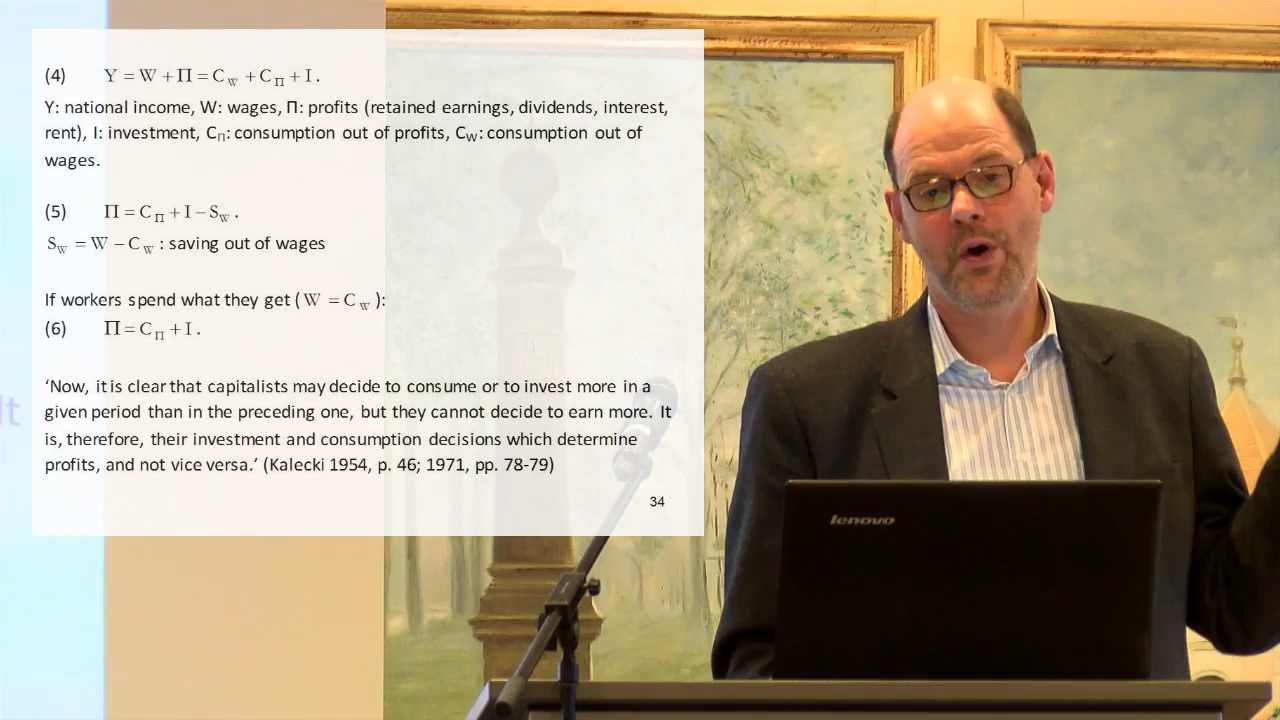 (4) Y = W + Π = C_W + C_Π + I.
Y: national income, W: wages, Π: profits (retained earnings, dividends, interest,
rent), I: investment, C_Π: consumption out of profits, C_W: consumption out of
wages.
(5) Π = C_Π + I – S_W.
S_W = W – C_W: saving out of wages
If workers spend what they get (W = C_W):
(6) Π = C_Π + I.
‘Now, it is clear that capitalists may decide to consume or to invest more in a
given period than in the preceding one, but they cannot decide to earn more. It
is, therefore, their investment and consumption decisions which determine
profits, and not vice versa.’ (Kalecki 1954, p. 46; 1971, pp. 78-79)
34
lenovo